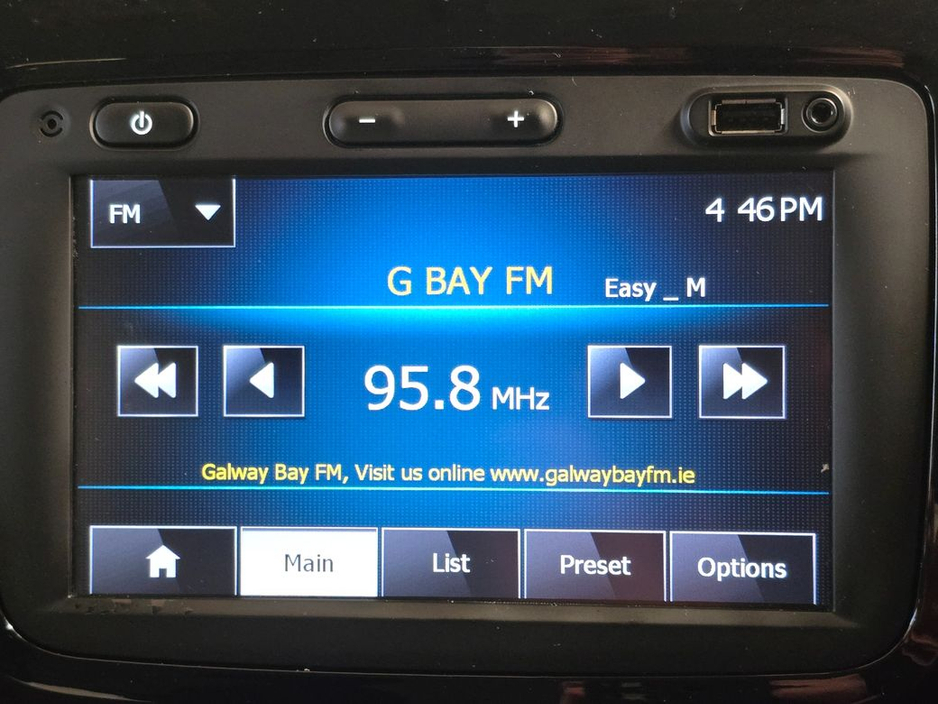 − +
FM
4 46PM
G BAY FM
Easy _ M
95.8 MHz
Galway Bay FM, Visit us online www.galwaybayfm.ie
Main List Preset Options